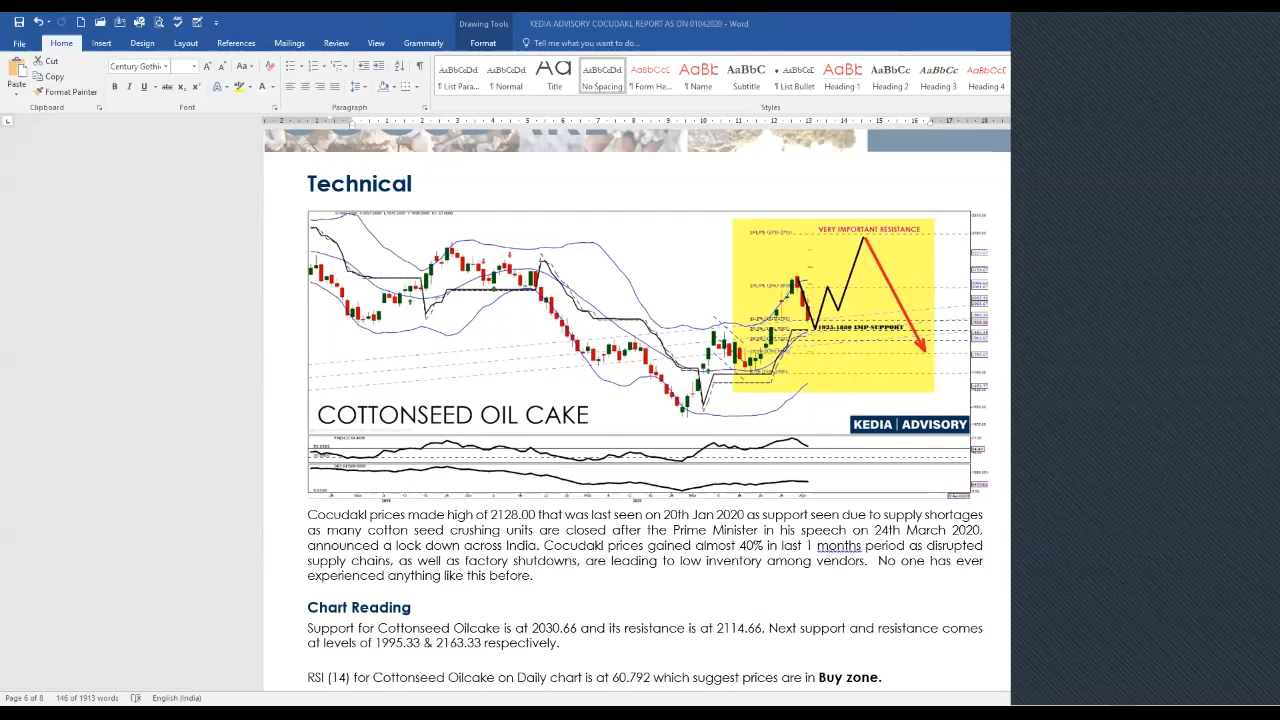 Drawing Tools
KEDIA ADVISORY COCUDAKL REPORT AS ON 01042020 - Word
File Home Insert Design Layout References Mailings Review View Grammarly Format Tell me what you want to do...
Paste
Cut
Copy
Format Painter
Century Gothic
Clipboard Font Paragraph Styles
AaBbCcDd ¶ List Para...
AaBbCcDd ¶ Normal
Title
AaBbCcDd No Spacing
¶ Form He...
¶ Name
AaBbC Subtitle
¶ List Bullet
Heading 1
AaBbCc Heading 2
AaBbCc Heading 3
Heading 4
Technical
VERY IMPORTANT RESISTANCE
1925-1880 IMP SUPPORT
COTTONSEED OIL CAKE
KEDIA | ADVISORY
Cocudakl prices made high of 2128.00 that was last seen on 20th Jan 2020 as support seen due to supply shortages
as many cotton seed crushing units are closed after the Prime Minister in his speech on 24th March 2020,
announced a lock down across India. Cocudakl prices gained almost 40% in last 1 months period as disrupted
supply chains, as well as factory shutdowns, are leading to low inventory among vendors. No one has ever
experienced anything like this before.
Chart Reading
Support for Cottonseed Oilcake is at 2030.66 and its resistance is at 2114.66. Next support and resistance comes
at levels of 1995.33 & 2163.33 respectively.
RSI (14) for Cottonseed Oilcake on Daily chart is at 60.792 which suggest prices are in Buy zone.
Page 6 of 8 146 of 1913 words English (India)